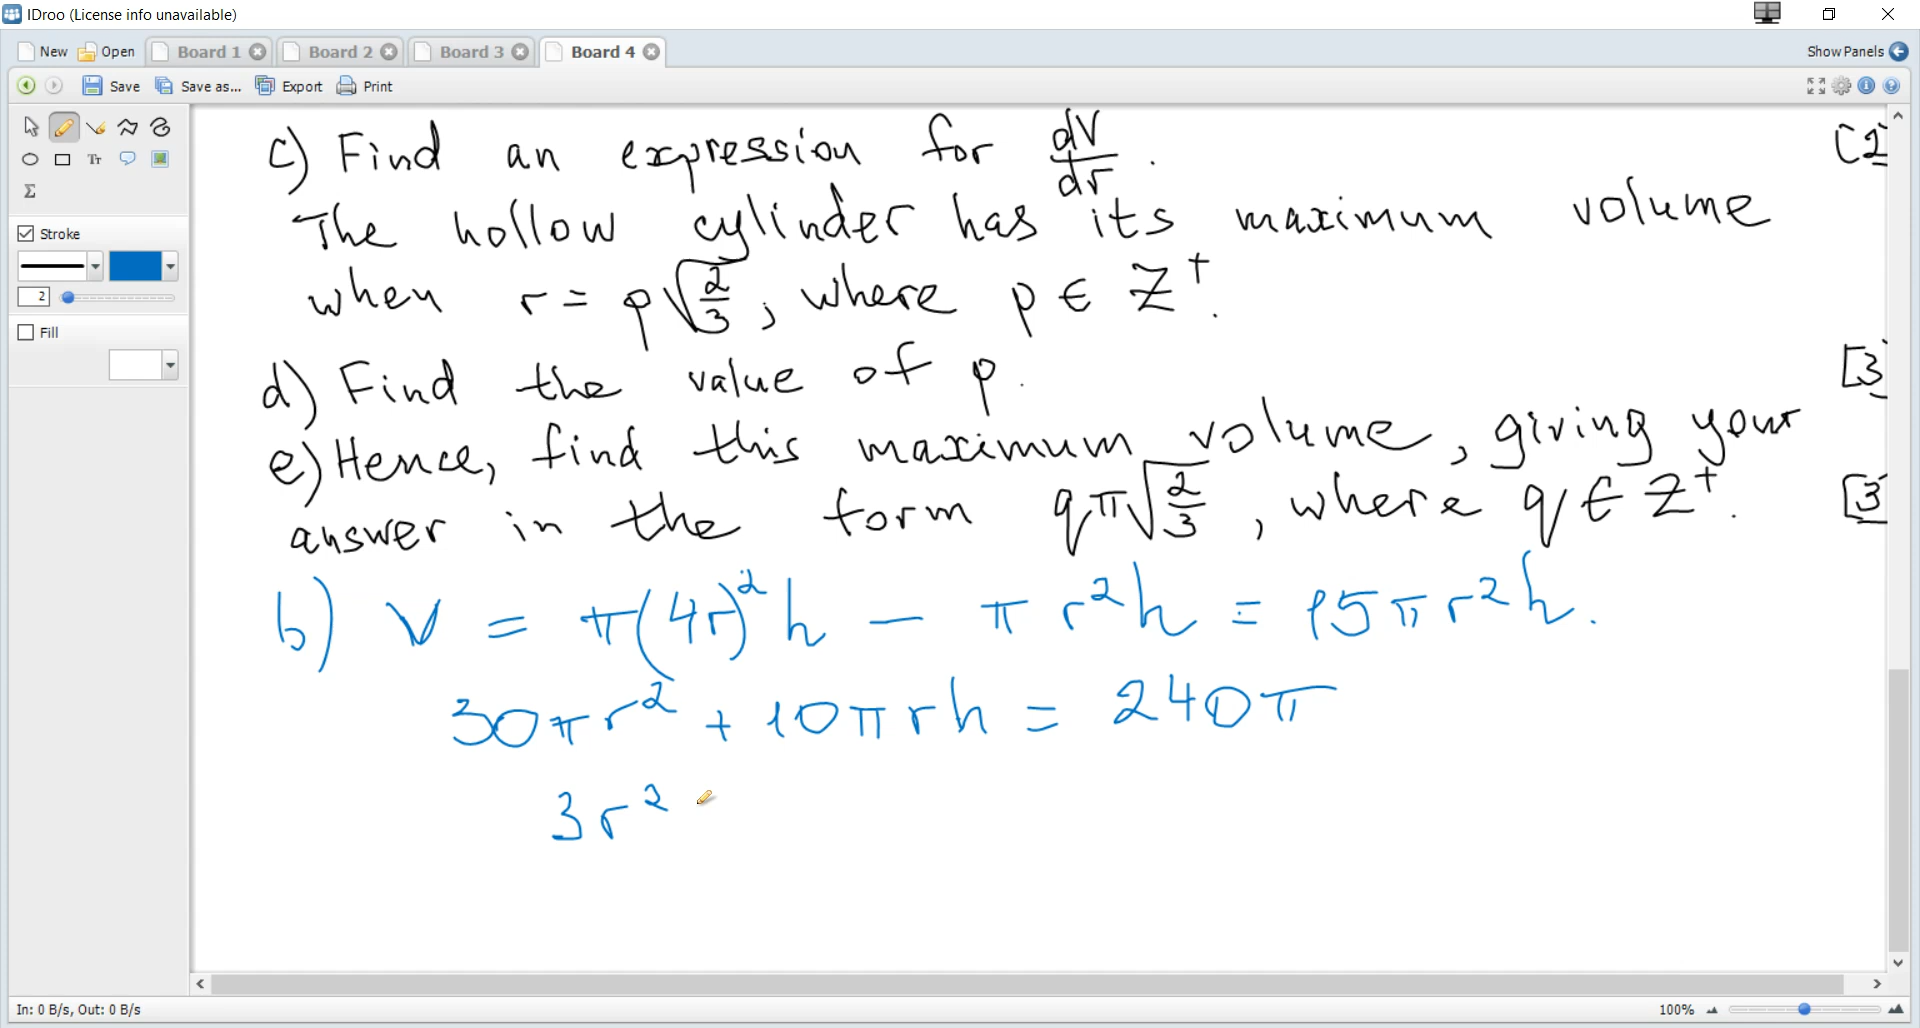 IDroo (License info unavailable)
New Open Board 1 Board 2 Board 3 Board 4 Show Panels
Save Save as... Export Print
c) Find an expression for dV/dr . [2]
The hollow cylinder has its maximum volume
when r = p√(2/3), where p ∈ Z⁺.
d) Find the value of p. [3
e) Hence, find this maximum volume, giving your
answer in the form qπ√(2/3), where q ∈ Z⁺. [3
b) V = π(4r)²h − πr²h = 15πr²h.
30πr² + 10πrh = 240π
3r²
Tr
Σ
Stroke
2
Fill
In: 0 B/s, Out: 0 B/s 100%